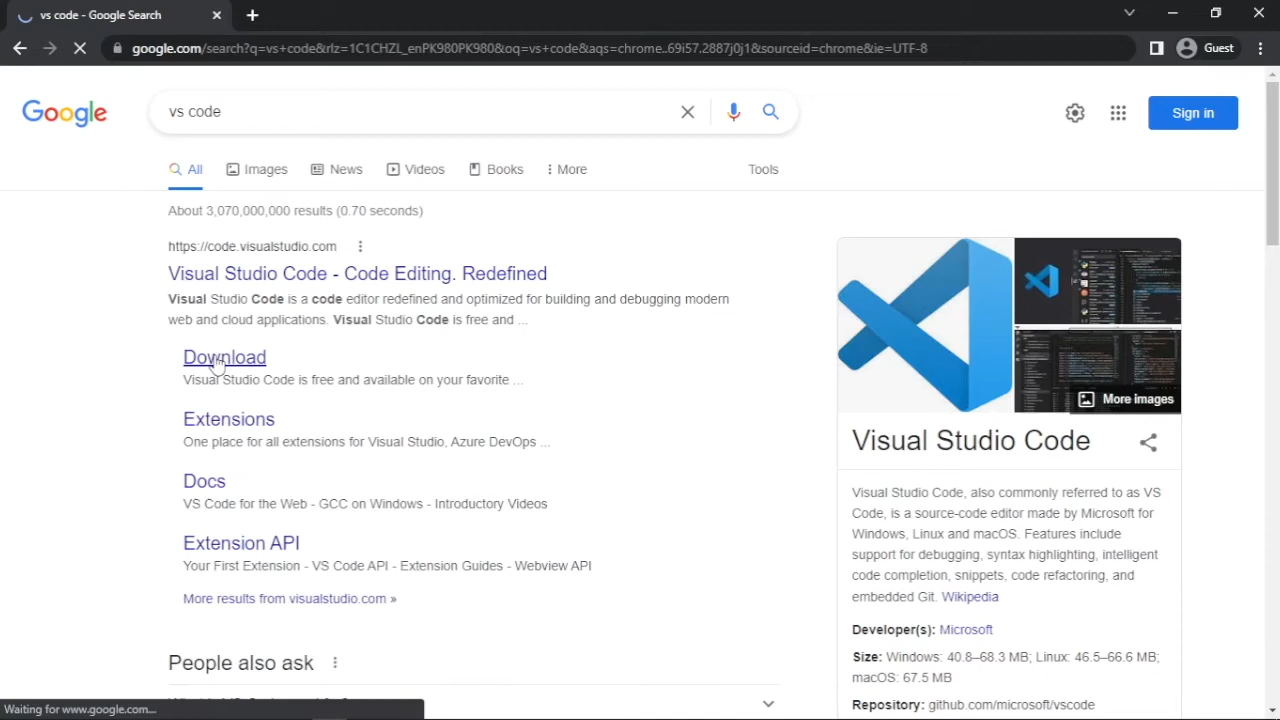 vs code - Google Search
google.com/search?q=vs+code&rlz=1C1CHZL_enPK980PK980&oq=vs+code&aqs=chrome..69i57.2887j0j1&sourceid=chrome&ie=UTF-8
Guest
Google
vs code
Sign in
All
Images
News
Videos
Books
More
Tools
About 3,070,000,000 results (0.70 seconds)
https://code.visualstudio.com
Visual Studio Code - Code Editing. Redefined
Visual Studio Code is a code editor redefined and optimized for building and debugging modern
web and cloud applications. Visual Studio Code is free and ...
Download
Visual Studio Code is free and available on your favorite ...
Extensions
One place for all extensions for Visual Studio, Azure DevOps ...
Docs
VS Code for the Web - GCC on Windows - Introductory Videos
Extension API
Your First Extension - VS Code API - Extension Guides - Webview API
More results from visualstudio.com »
People also ask
More images
Visual Studio Code
Visual Studio Code, also commonly referred to as VS
Code, is a source-code editor made by Microsoft for
Windows, Linux and macOS. Features include
support for debugging, syntax highlighting, intelligent
code completion, snippets, code refactoring, and
embedded Git. Wikipedia
Developer(s): Microsoft
Size: Windows: 40.8–68.3 MB; Linux: 46.5–66.6 MB;
macOS: 67.5 MB
Repository: github.com/microsoft/vscode
Waiting for www.google.com...